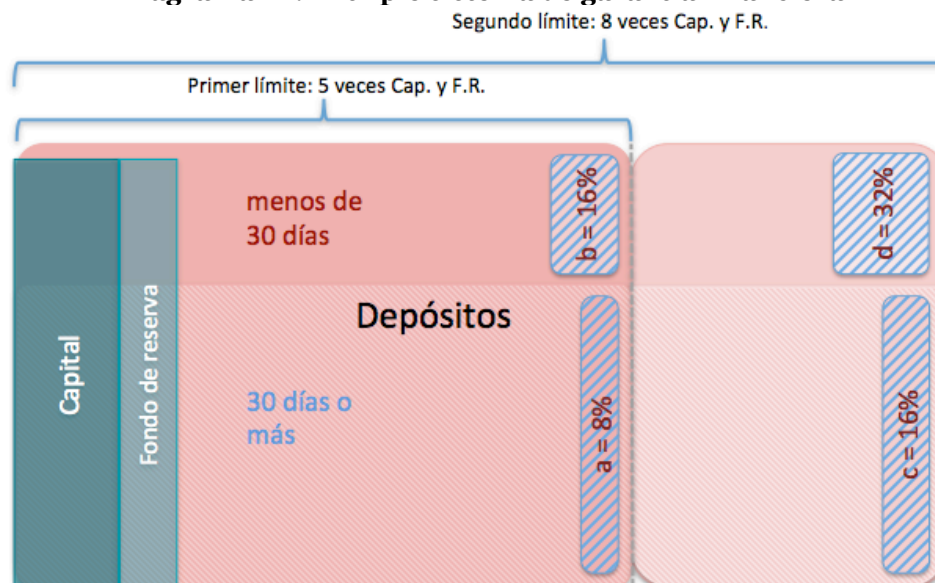 Segundo límite: 8 veces Cap. y F.R.
Primer límite: 5 veces Cap. y F.R.
menos de
30 días
b = 16%
d = 32%
Depósitos
Capital
Fondo de reserva
30 días o
más
a = 8%
c = 16%